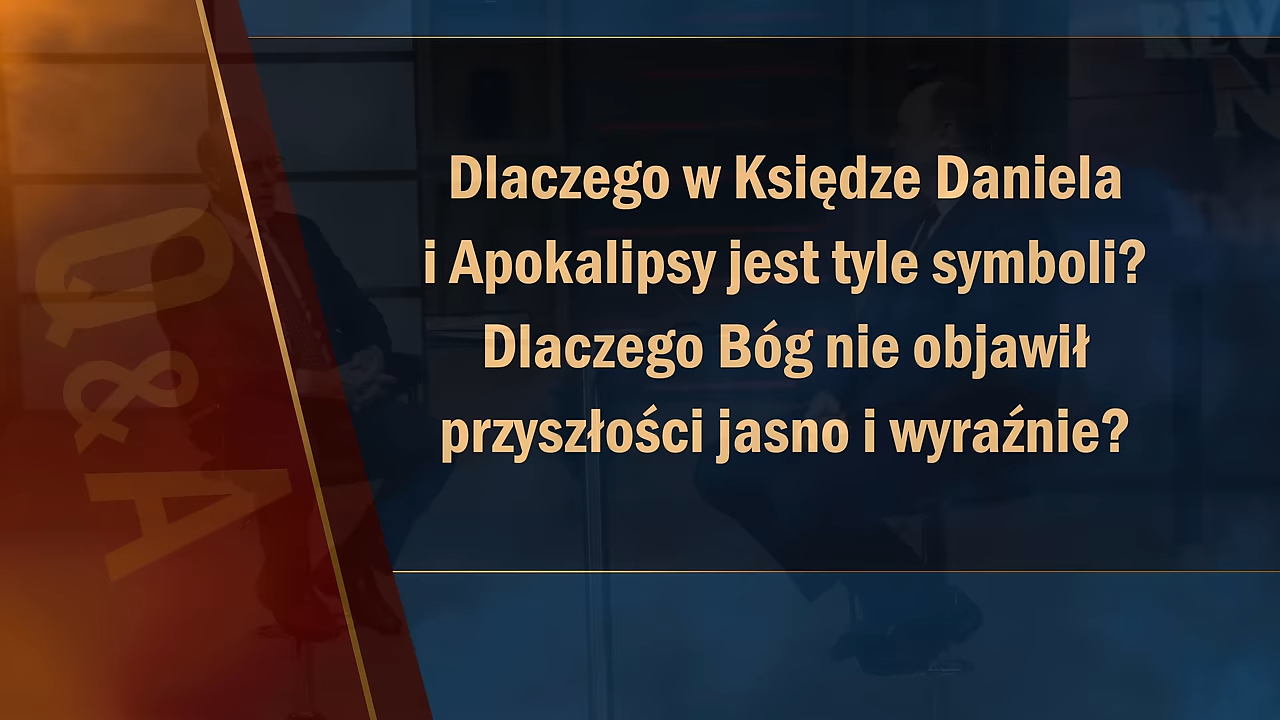 Dlaczego w Księdze Daniela
i Apokalipsy jest tyle symboli?
Dlaczego Bóg nie objawił
przyszłości jasno i wyraźnie?
Q&A